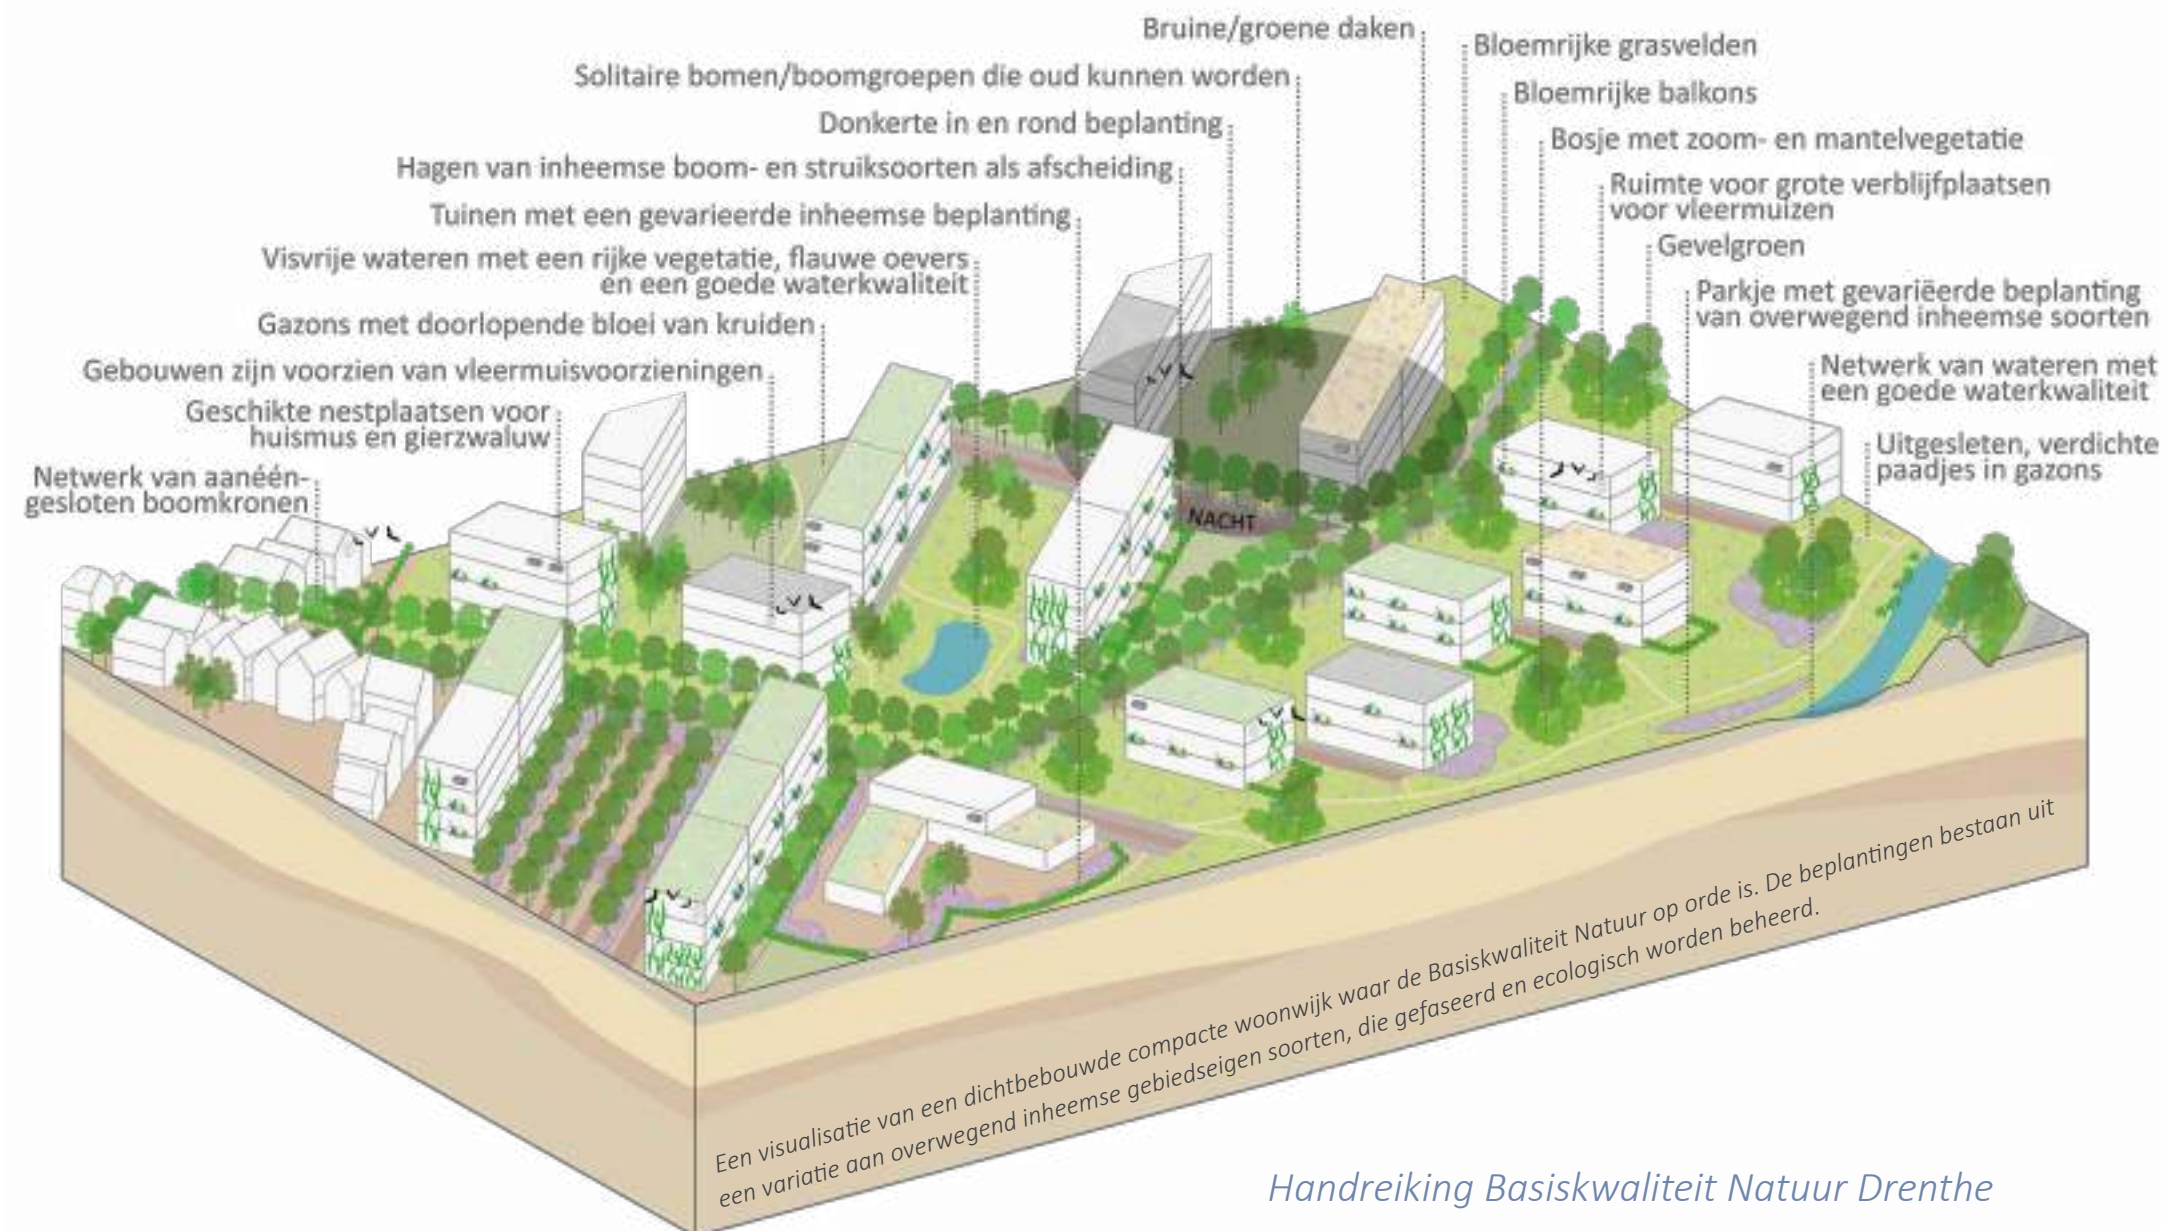 Bruine/groene daken
Bloemrijke grasvelden
Solitaire bomen/boomgroepen die oud kunnen worden
Bloemrijke balkons
Donkerte in en rond beplanting
Bosje met zoom- en mantelvegetatie
Hagen van inheemse boom- en struiksoorten als afscheiding
Ruimte voor grote verblijfplaatsen
voor vleermuizen
Tuinen met een gevarieerde inheemse beplanting
Gevelgroen
Visvrije wateren met een rijke vegetatie, flauwe oevers
en een goede waterkwaliteit
Parkje met gevariëerde beplanting
van overwegend inheemse soorten
Gazons met doorlopende bloei van kruiden
Gebouwen zijn voorzien van vleermuisvoorzieningen
Netwerk van wateren met
een goede waterkwaliteit
Geschikte nestplaatsen voor
huismus en gierzwaluw
Uitgesleten, verdichte
paadjes in gazons
Netwerk van aanéén-
gesloten boomkronen
NACHT
Een visualisatie van een dichtbebouwde compacte woonwijk waar de Basiskwaliteit Natuur op orde is. De beplantingen bestaan uit
een variatie aan overwegend inheemse gebiedseigen soorten, die gefaseerd en ecologisch worden beheerd.
Handreiking Basiskwaliteit Natuur Drenthe